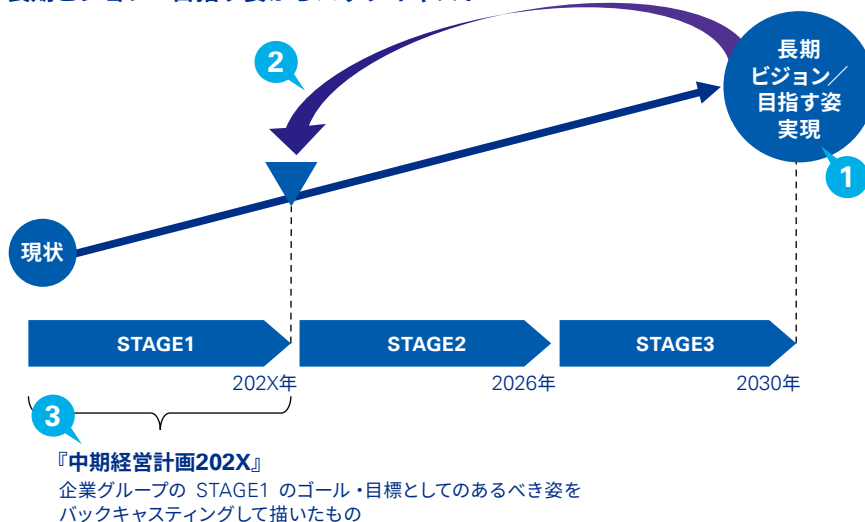 2
長期
ビジョン／
目指す姿
実現
1
現状
STAGE1
STAGE2
STAGE3
202X年
2026年
2030年
3
『中期経営計画202X』
企業グループの STAGE1 のゴール・目標としてのあるべき姿を
バックキャスティングして描いたもの